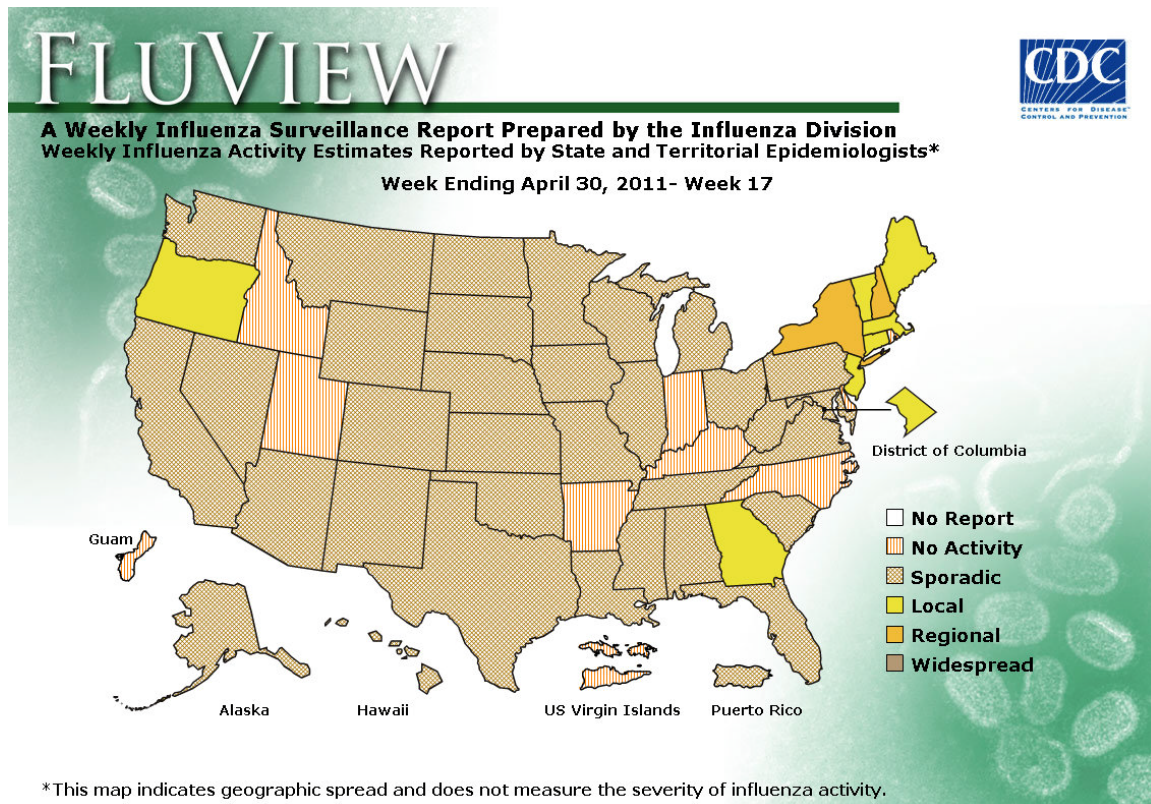 FLUVIEW
CDC
CENTERS FOR DISEASE™
CONTROL AND PREVENTION
A Weekly Influenza Surveillance Report Prepared by the Influenza Division
Weekly Influenza Activity Estimates Reported by State and Territorial Epidemiologists*
Week Ending April 30, 2011- Week 17
District of Columbia
No Report
No Activity
Sporadic
Local
Regional
Widespread
Guam
Alaska
Hawaii
US Virgin Islands
Puerto Rico
*This map indicates geographic spread and does not measure the severity of influenza activity.